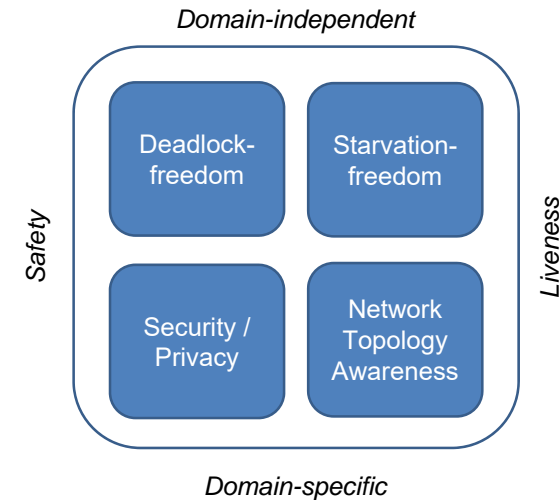 Domain-independent
Deadlock-
freedom
Starvation-
freedom
Safety
Liveness
Security /
Privacy
Network
Topology
Awareness
Domain-specific